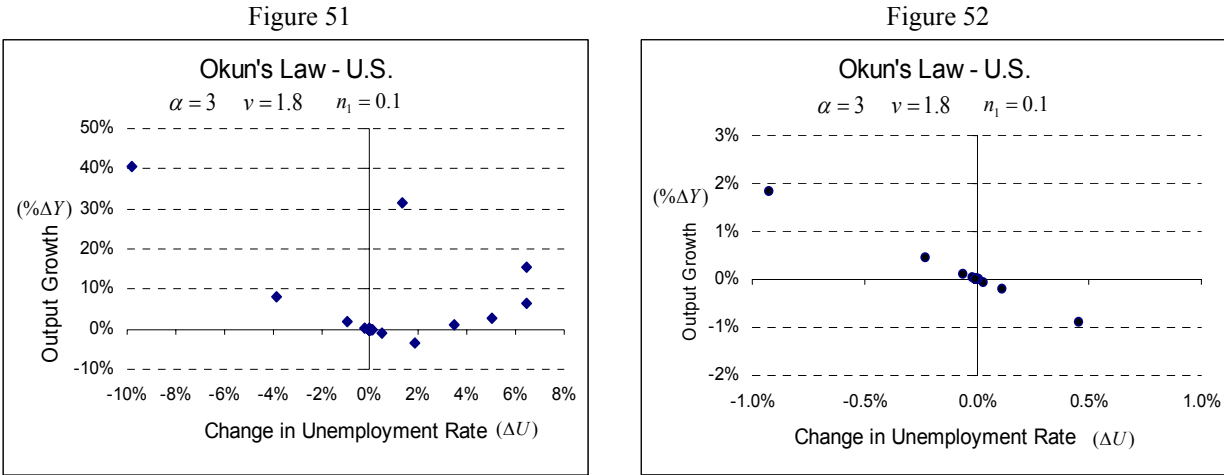 Figure 51
Okun's Law - U.S.
α = 3 v = 1.8 n₁ = 0.1
50%
40%
30%
20%
10%
0%
-10%
(%ΔY)
Output Growth
-10% -8% -6% -4% -2% 0% 2% 4% 6% 8%
Change in Unemployment Rate (ΔU)
Figure 52
Okun's Law - U.S.
α = 3 v = 1.8 n₁ = 0.1
3%
2%
1%
0%
-1%
-2%
(%ΔY)
Output Growth
-1.0% -0.5% 0.0% 0.5% 1.0%
Change in Unemployment Rate (ΔU)